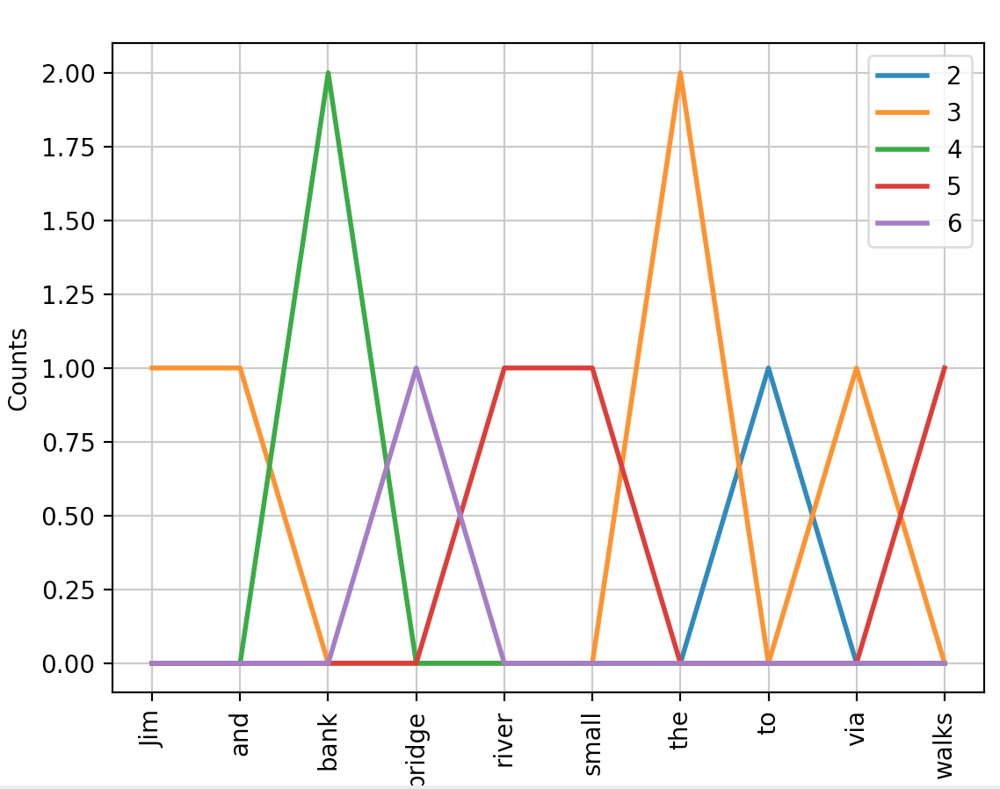 2.00
1.75
1.50
1.25
1.00
0.75
0.50
0.25
0.00
Counts
2
3
4
5
6
Jim
and
bank
bridge
river
small
the
to
via
walks